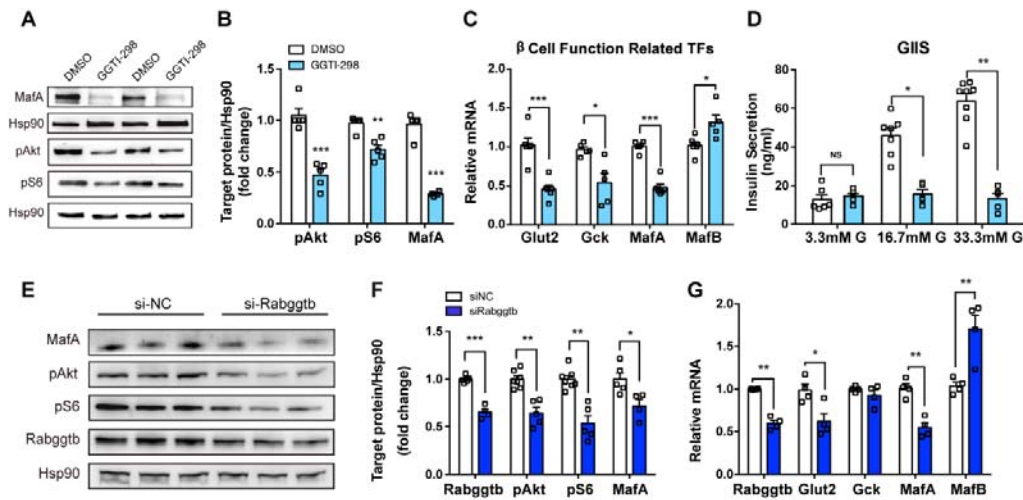 A
DMSO
GGTI-298
DMSO
GGTI-298
MafA
Hsp90
pAkt
pS6
Hsp90
B
DMSO
GGTI-298
Target protein/Hsp90
(fold change)
1.5
1.0
0.5
0.0
***
**
***
pAkt pS6 MafA
C
β Cell Function Related TFs
Relative mRNA
2.0
1.5
1.0
0.5
0.0
***
*
***
*
Glut2 Gck MafA MafB
D
GIIS
Insulin Secretion
(ng/ml)
100
80
60
40
20
0
NS
*
**
3.3mM G 16.7mM G 33.3mM G
E
si-NC si-Rabggtb
MafA
pAkt
pS6
Rabggtb
Hsp90
F
siNC
siRabggtb
Target protein/Hsp90
(fold change)
1.5
1.0
0.5
0.0
***
**
**
*
Rabggtb pAkt pS6 MafA
G
Relative mRNA
2.0
1.5
1.0
0.5
0.0
**
*
**
**
Rabggtb Glut2 Gck MafA MafB